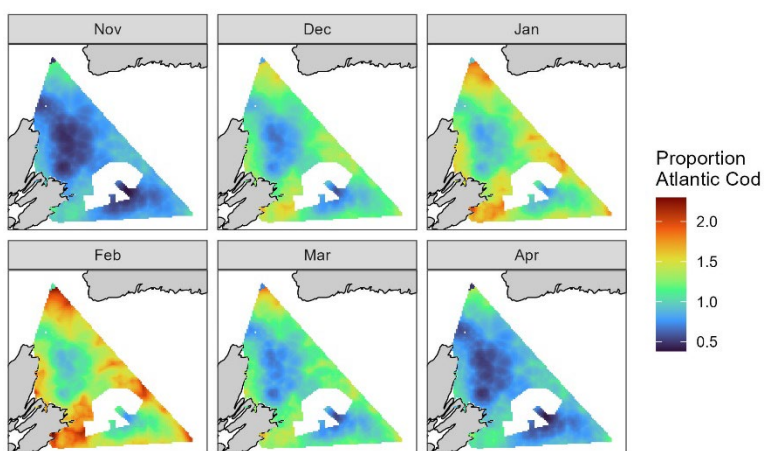 Nov
Dec
Jan
Feb
Mar
Apr
Proportion
Atlantic Cod
2.0
1.5
1.0
0.5